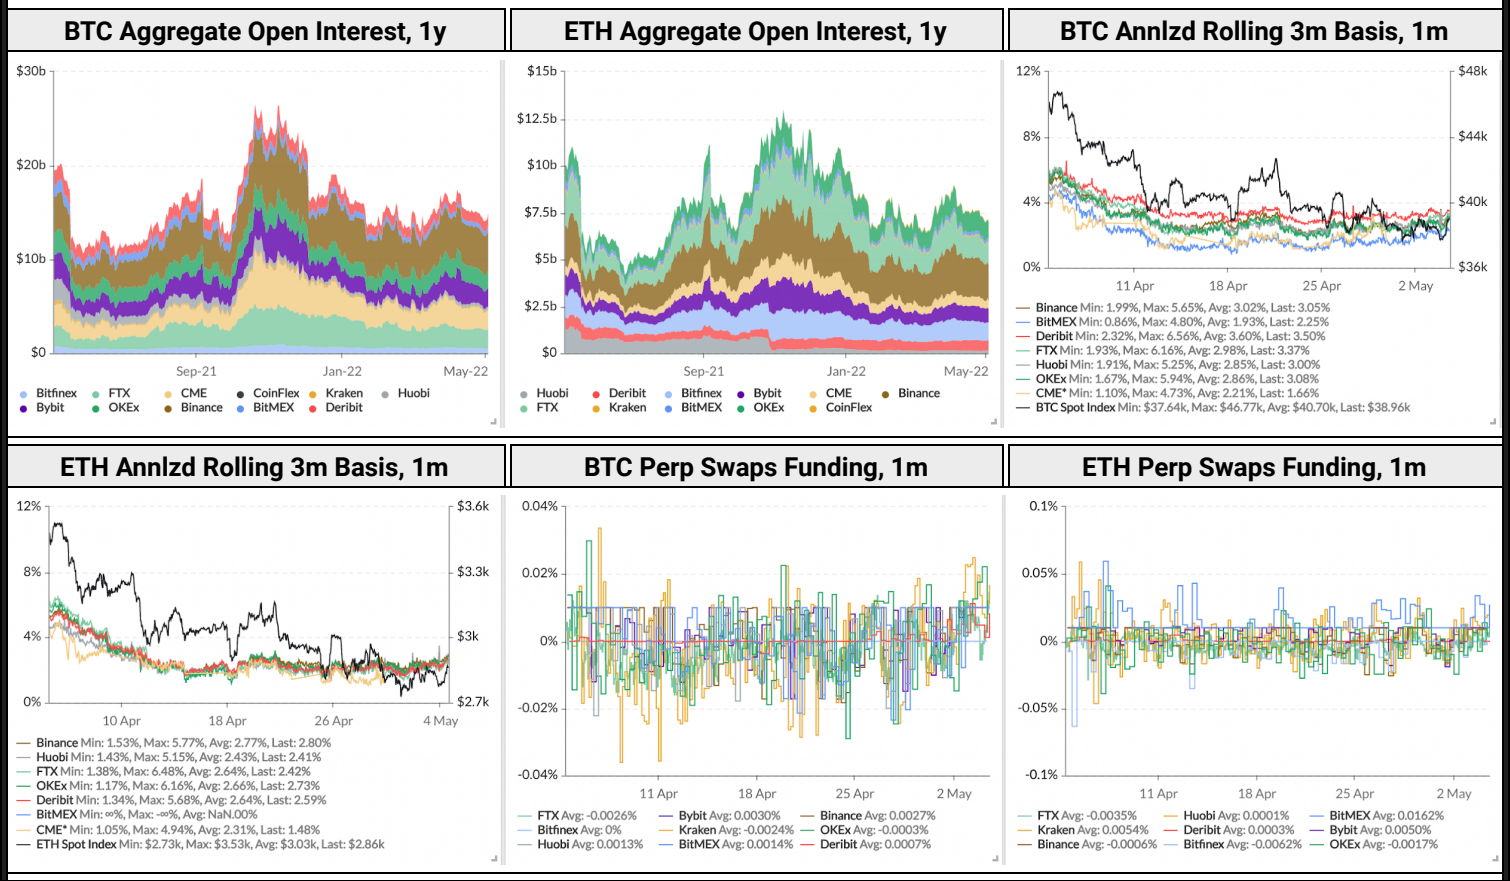 BTC Aggregate Open Interest, 1y
$30b
$20b
$10b
$0
Sep-21 Jan-22 May-22
Bitfinex FTX CME CoinFlex Kraken Huobi
Bybit OKEx Binance BitMEX Deribit
ETH Aggregate Open Interest, 1y
$15b
$12.5b
$10b
$7.5b
$5b
$2.5b
$0
Sep-21 Jan-22 May-22
Huobi Deribit Bitfinex Bybit CME Binance
FTX Kraken BitMEX OKEx CoinFlex
BTC Annlzd Rolling 3m Basis, 1m
12% $48k
8% $44k
4% $40k
0% $36k
11 Apr 18 Apr 25 Apr 2 May
Binance Min: 1.99%, Max: 5.65%, Avg: 3.02%, Last: 3.05%
BitMEX Min: 0.86%, Max: 4.80%, Avg: 1.93%, Last: 2.25%
Deribit Min: 2.32%, Max: 6.56%, Avg: 3.60%, Last: 3.50%
FTX Min: 1.93%, Max: 6.16%, Avg: 2.98%, Last: 3.37%
Huobi Min: 1.91%, Max: 5.25%, Avg: 2.85%, Last: 3.00%
OKEx Min: 1.67%, Max: 5.94%, Avg: 2.86%, Last: 3.08%
CME* Min: 1.10%, Max: 4.73%, Avg: 2.21%, Last: 1.66%
BTC Spot Index Min: $37.64k, Max: $46.77k, Avg: $40.70k, Last: $38.96k
ETH Annlzd Rolling 3m Basis, 1m
12% $3.6k
8% $3.3k
4% $3k
0% $2.7k
10 Apr 18 Apr 26 Apr 4 May
Binance Min: 1.53%, Max: 5.77%, Avg: 2.77%, Last: 2.80%
Huobi Min: 1.43%, Max: 5.15%, Avg: 2.43%, Last: 2.41%
FTX Min: 1.38%, Max: 6.48%, Avg: 2.64%, Last: 2.42%
OKEx Min: 1.17%, Max: 6.16%, Avg: 2.66%, Last: 2.73%
Deribit Min: 1.34%, Max: 5.68%, Avg: 2.64%, Last: 2.59%
BitMEX Min: ∞%, Max: -∞%, Avg: NaN.00%
CME* Min: 1.05%, Max: 4.94%, Avg: 2.31%, Last: 1.48%
ETH Spot Index Min: $2.73k, Max: $3.53k, Avg: $3.03k, Last: $2.86k
BTC Perp Swaps Funding, 1m
0.04%
0.02%
0%
-0.02%
-0.04%
11 Apr 18 Apr 25 Apr 2 May
FTX Avg: -0.0026% Bybit Avg: 0.0030% Binance Avg: 0.0027%
Bitfinex Avg: 0% Kraken Avg: -0.0024% OKEx Avg: -0.0003%
Huobi Avg: 0.0013% BitMEX Avg: 0.0014% Deribit Avg: 0.0007%
ETH Perp Swaps Funding, 1m
0.1%
0.05%
0%
-0.05%
-0.1%
11 Apr 18 Apr 25 Apr 2 May
FTX Avg: -0.0035% Huobi Avg: 0.0001% BitMEX Avg: 0.0162%
Kraken Avg: 0.0054% Deribit Avg: 0.0003% Bybit Avg: 0.0050%
Binance Avg: -0.0006% Bitfinex Avg: -0.0062% OKEx Avg: -0.0017%